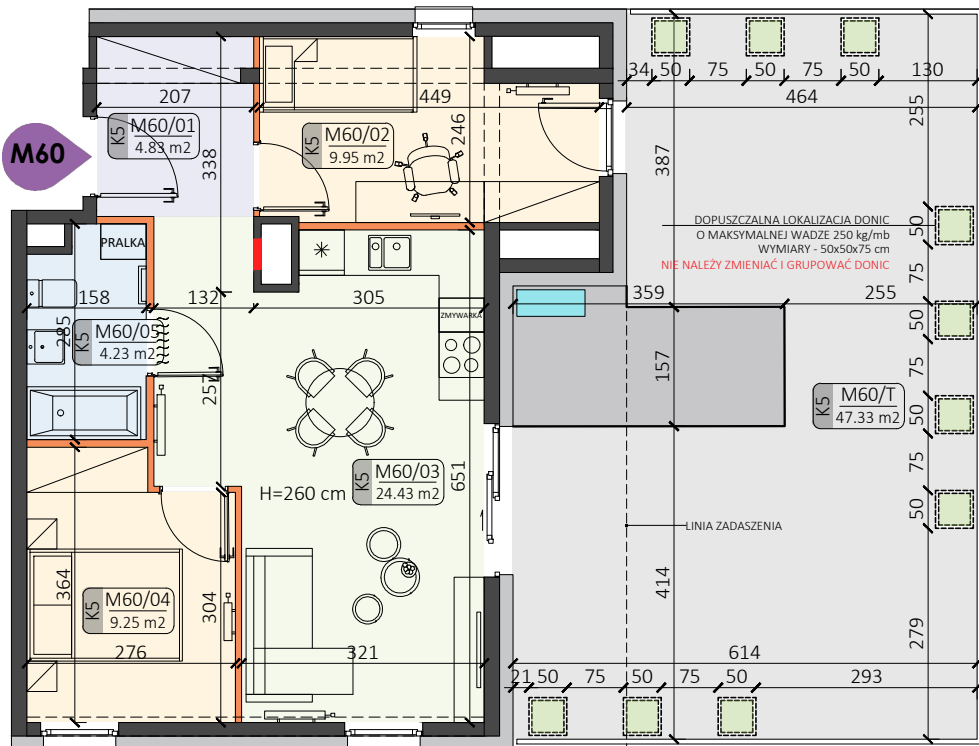 34 50 75 50 75 50 130
207 449 464
M60
K5 M60/01
4.83 m2
K5 M60/02
9.95 m2
338
246
387
255
DOPUSZCZALNA LOKALIZACJA DONIC
O MAKSYMALNEJ WADZE 250 kg/mb
WYMIARY - 50x50x75 cm
NIE NALEŻY ZMIENIAĆ I GRUPOWAĆ DONIC
50
75
50
75
50
75
50
PRALKA
158 132 305 359 255
285
K5 M60/05
4.23 m2
ZMYWARKA
257
157
K5 M60/T
47.33 m2
H=260 cm
K5 M60/03
24.43 m2
651
LINIA ZADASZENIA
364
K5 M60/04
9.25 m2
304
414
279
276 321 614
21 50 75 50 75 50 293